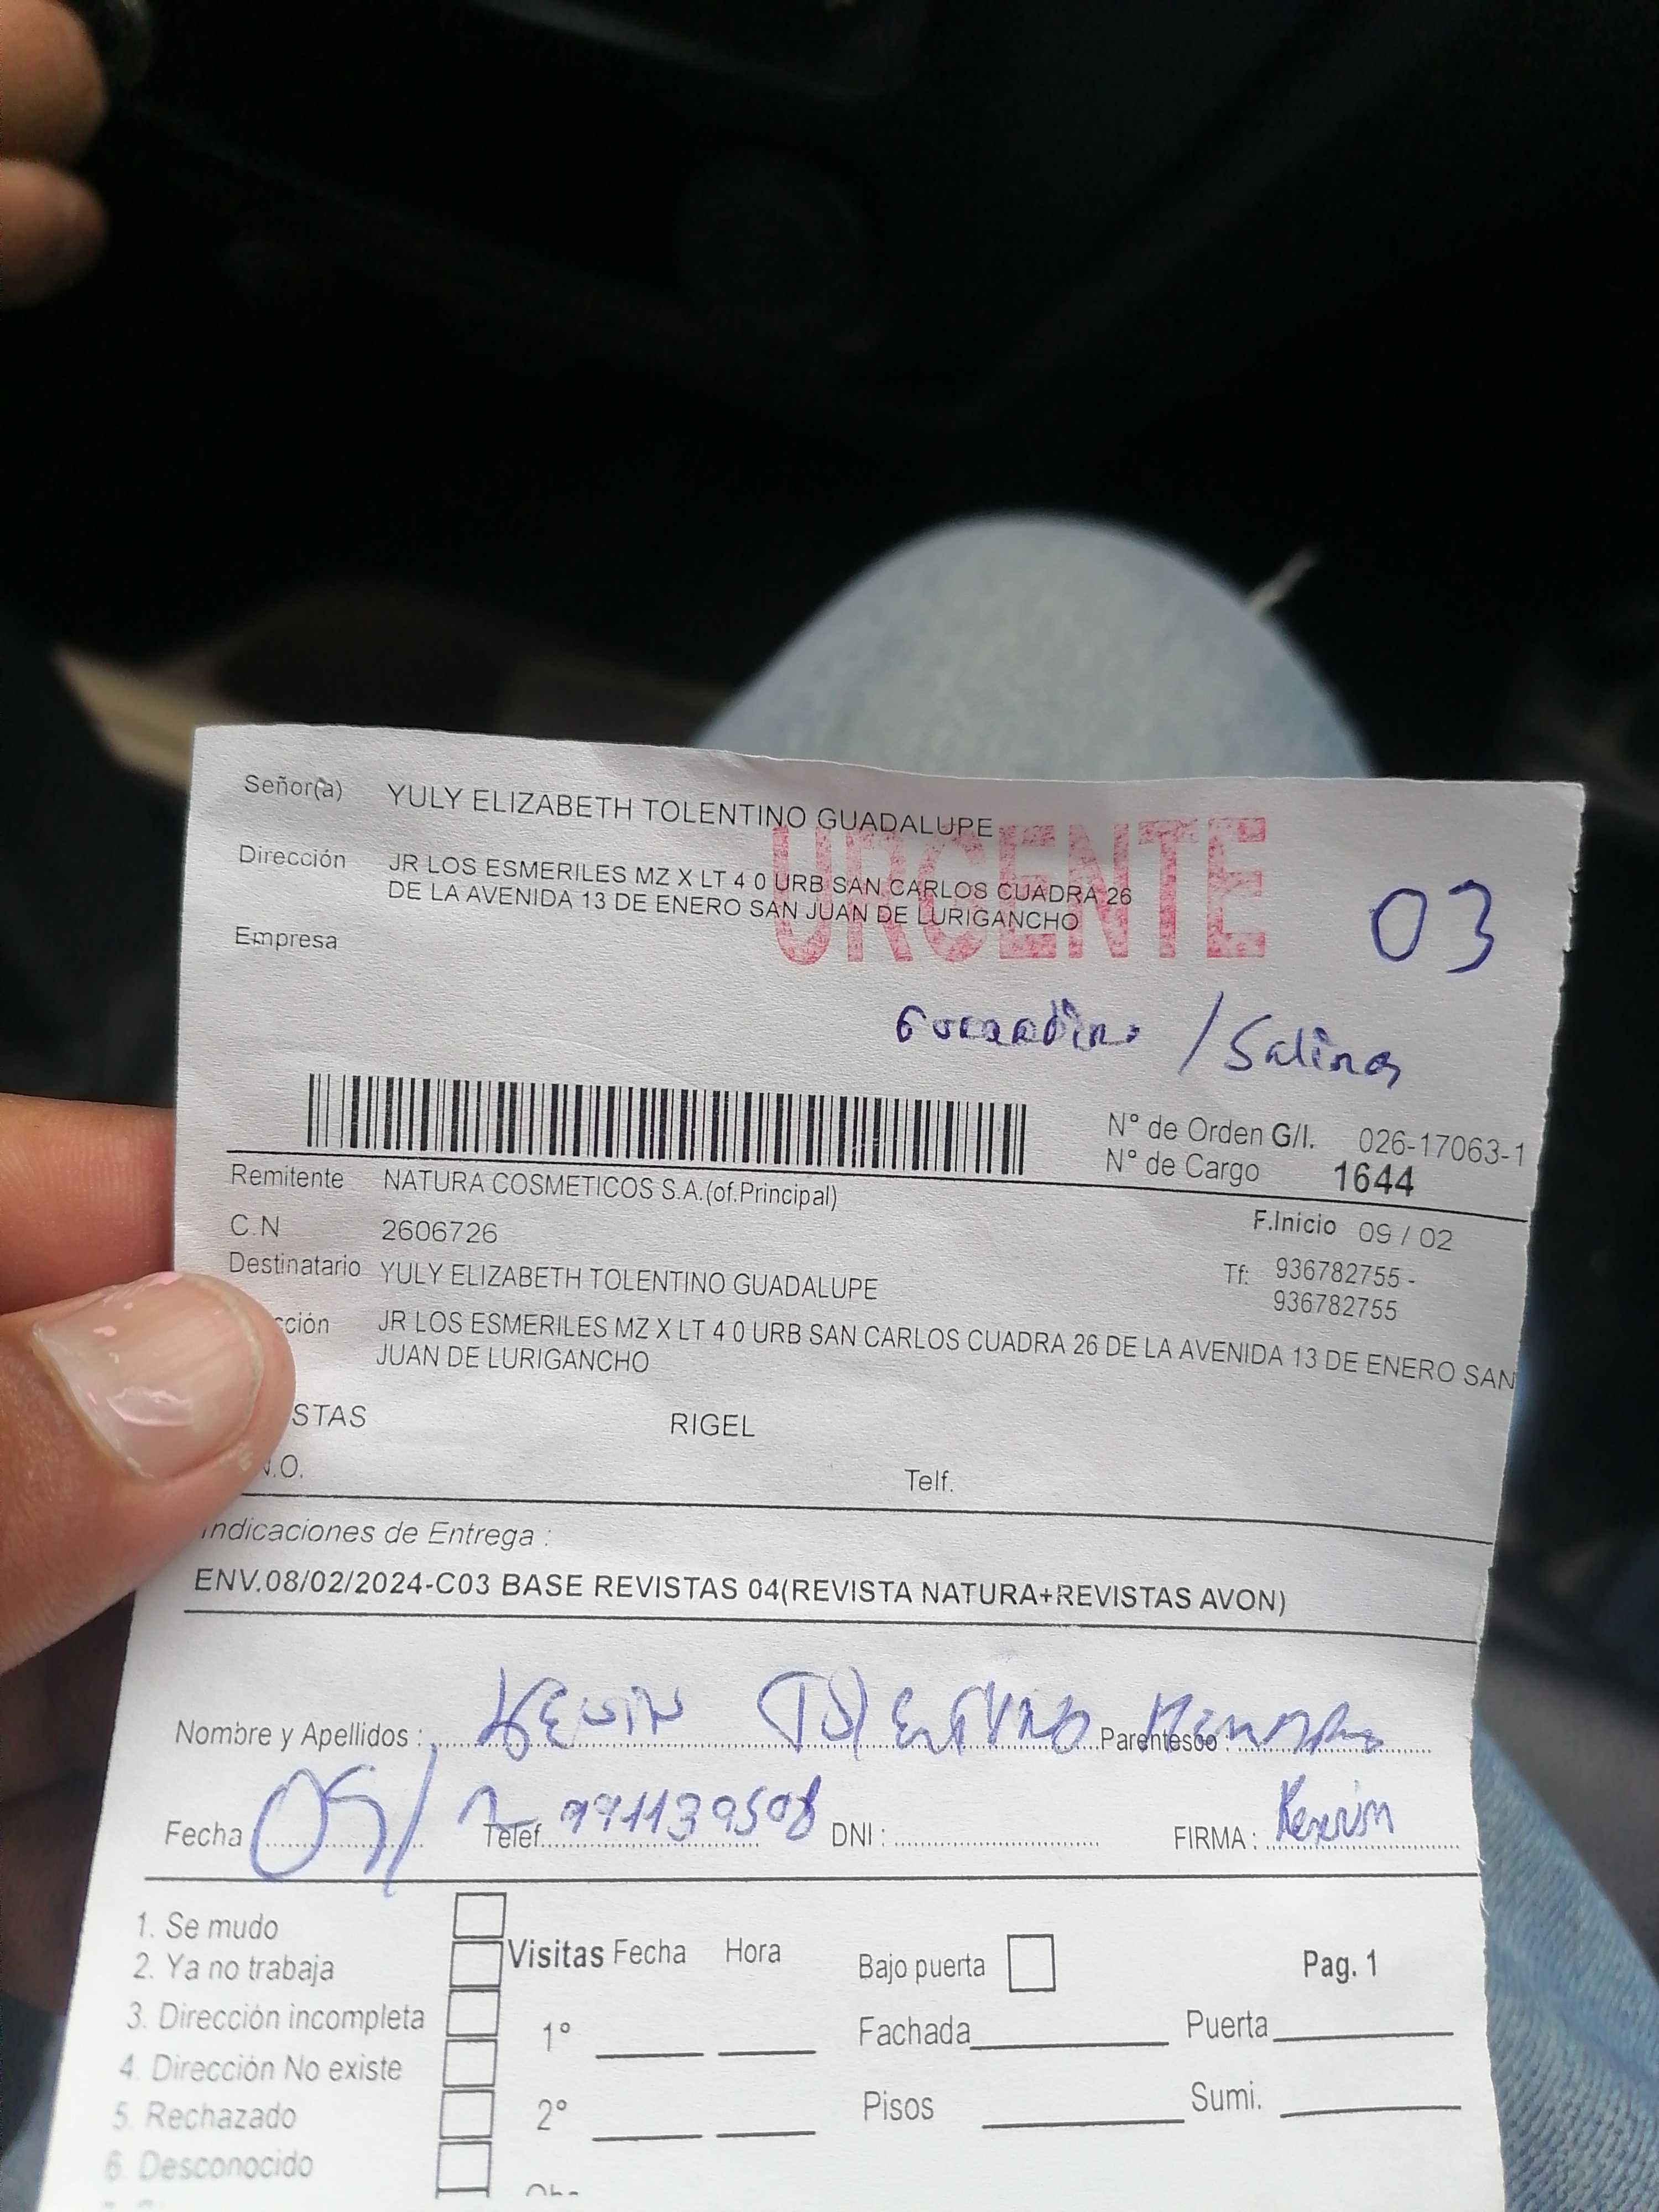 Señor(a) YULY ELIZABETH TOLENTINO GUADALUPE
URGENTE
Dirección JR LOS ESMERILES MZ X LT 4 0 URB SAN CARLOS CUADRA 26
DE LA AVENIDA 13 DE ENERO SAN JUAN DE LURIGANCHO
03
Empresa
/ Salinas
N° de Orden G/I. 026-17063-1
N° de Cargo 1644
Remitente NATURA COSMETICOS S.A.(of.Principal)
F.Inicio 09 / 02
C.N 2606726
Destinatario YULY ELIZABETH TOLENTINO GUADALUPE
Tf: 936782755 -
936782755
cción JR LOS ESMERILES MZ X LT 4 0 URB SAN CARLOS CUADRA 26 DE LA AVENIDA 13 DE ENERO SAN
JUAN DE LURIGANCHO
STAS RIGEL
N.O. Telf.
Indicaciones de Entrega :
ENV.08/02/2024-C03 BASE REVISTAS 04(REVISTA NATURA+REVISTAS AVON)
Nombre y Apellidos : KEVIN TOLENTINO Parentesco :
Fecha Telef. 991139508 DNI : FIRMA : Kevin
1. Se mudo
2. Ya no trabaja
3. Dirección incompleta
4. Dirección No existe
5. Rechazado
6. Desconocido
Visitas Fecha Hora
1°
2°
Bajo puerta Pag. 1
Fachada Puerta
Pisos Sumi.